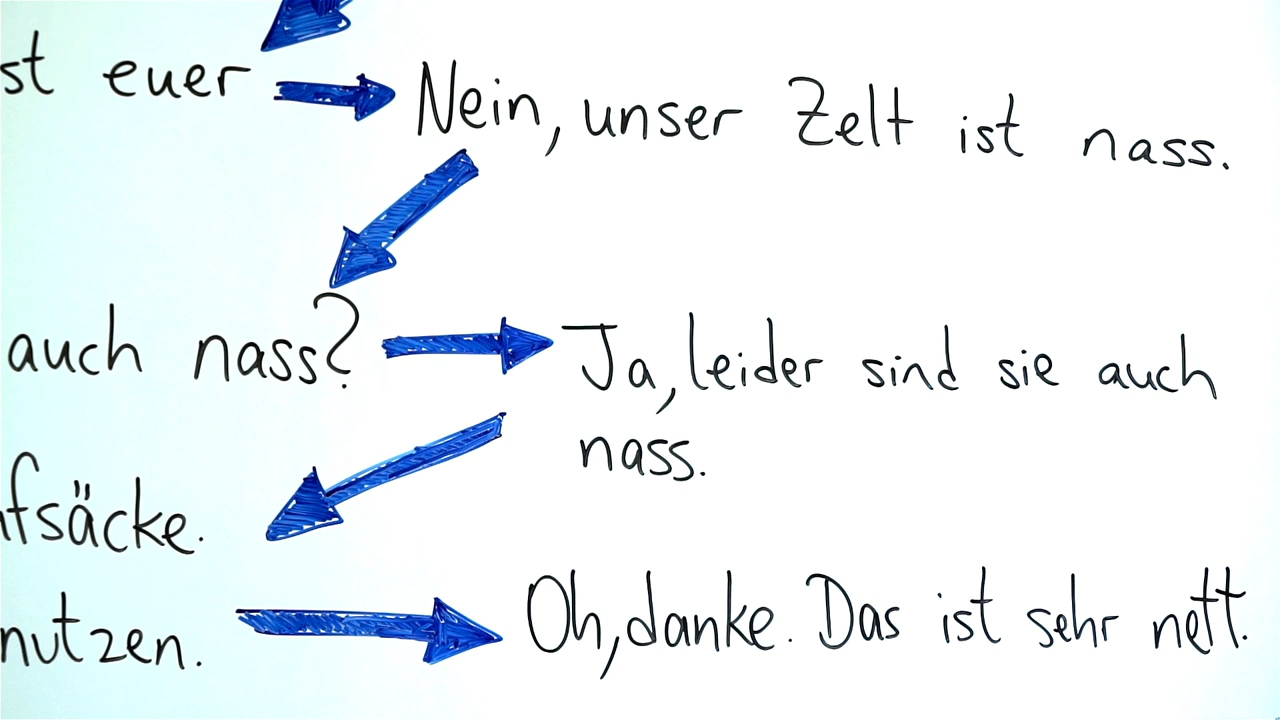 euer
Nein, unser Zelt ist nass.
auch nass?
Ja, leider sind sie auch
nass.
fsäcke.
nutzen.
Oh, danke. Das ist sehr nett.